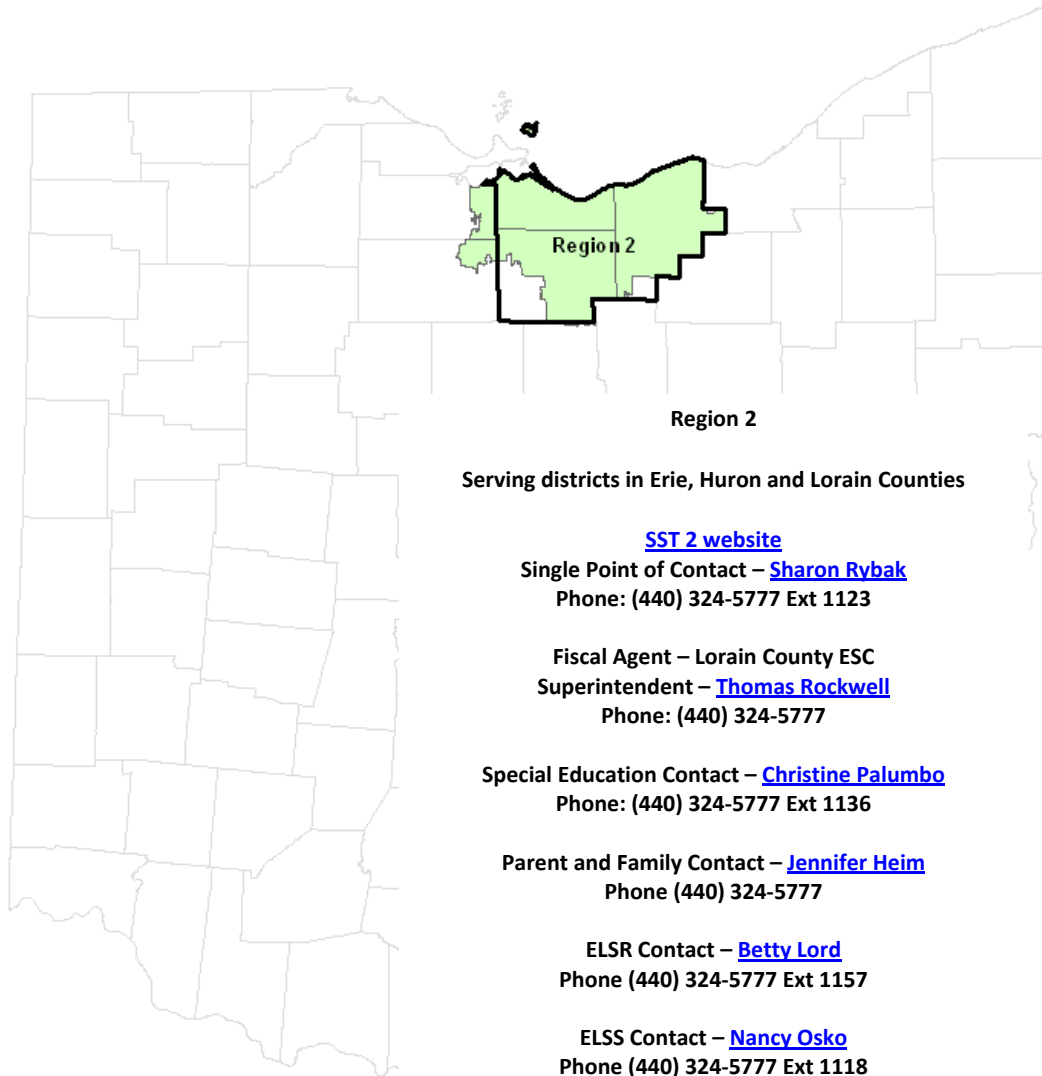 Region 2
Region 2
Serving districts in Erie, Huron and Lorain Counties
SST 2 website
Single Point of Contact – Sharon Rybak
Phone: (440) 324-5777 Ext 1123
Fiscal Agent – Lorain County ESC
Superintendent – Thomas Rockwell
Phone: (440) 324-5777
Special Education Contact – Christine Palumbo
Phone: (440) 324-5777 Ext 1136
Parent and Family Contact – Jennifer Heim
Phone (440) 324-5777
ELSR Contact – Betty Lord
Phone (440) 324-5777 Ext 1157
ELSS Contact – Nancy Osko
Phone (440) 324-5777 Ext 1118